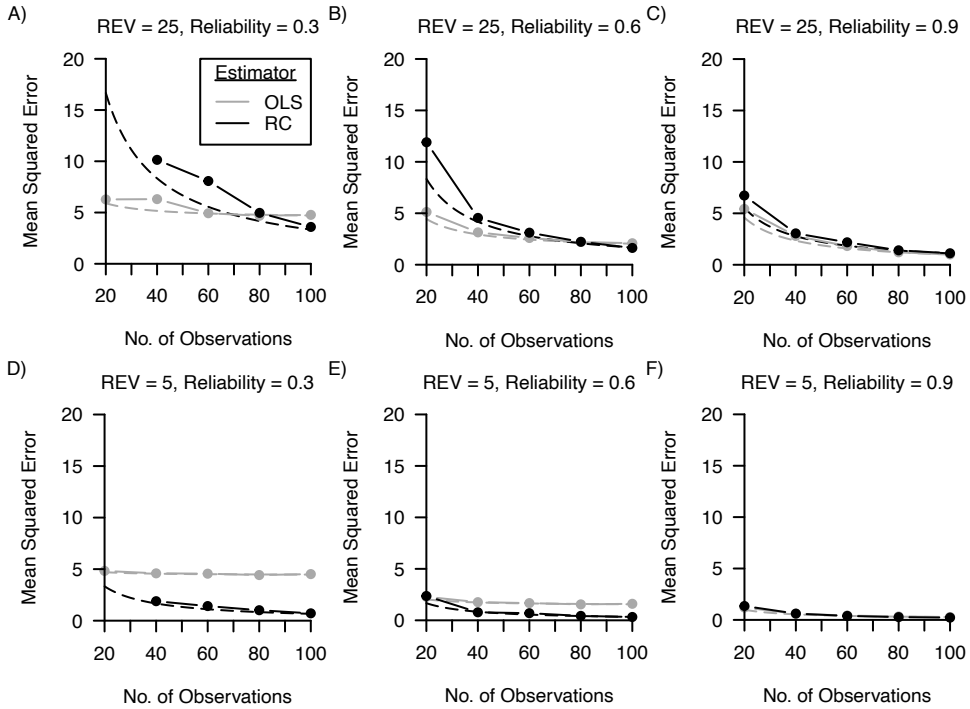 A)
REV = 25, Reliability = 0.3
Mean Squared Error
20
15
10
5
0
Estimator
OLS
RC
20 40 60 80 100
No. of Observations
B)
REV = 25, Reliability = 0.6
Mean Squared Error
20
15
10
5
0
20 40 60 80 100
No. of Observations
C)
REV = 25, Reliability = 0.9
Mean Squared Error
20
15
10
5
0
20 40 60 80 100
No. of Observations
D)
REV = 5, Reliability = 0.3
Mean Squared Error
20
15
10
5
0
20 40 60 80 100
No. of Observations
E)
REV = 5, Reliability = 0.6
Mean Squared Error
20
15
10
5
0
20 40 60 80 100
No. of Observations
F)
REV = 5, Reliability = 0.9
Mean Squared Error
20
15
10
5
0
20 40 60 80 100
No. of Observations